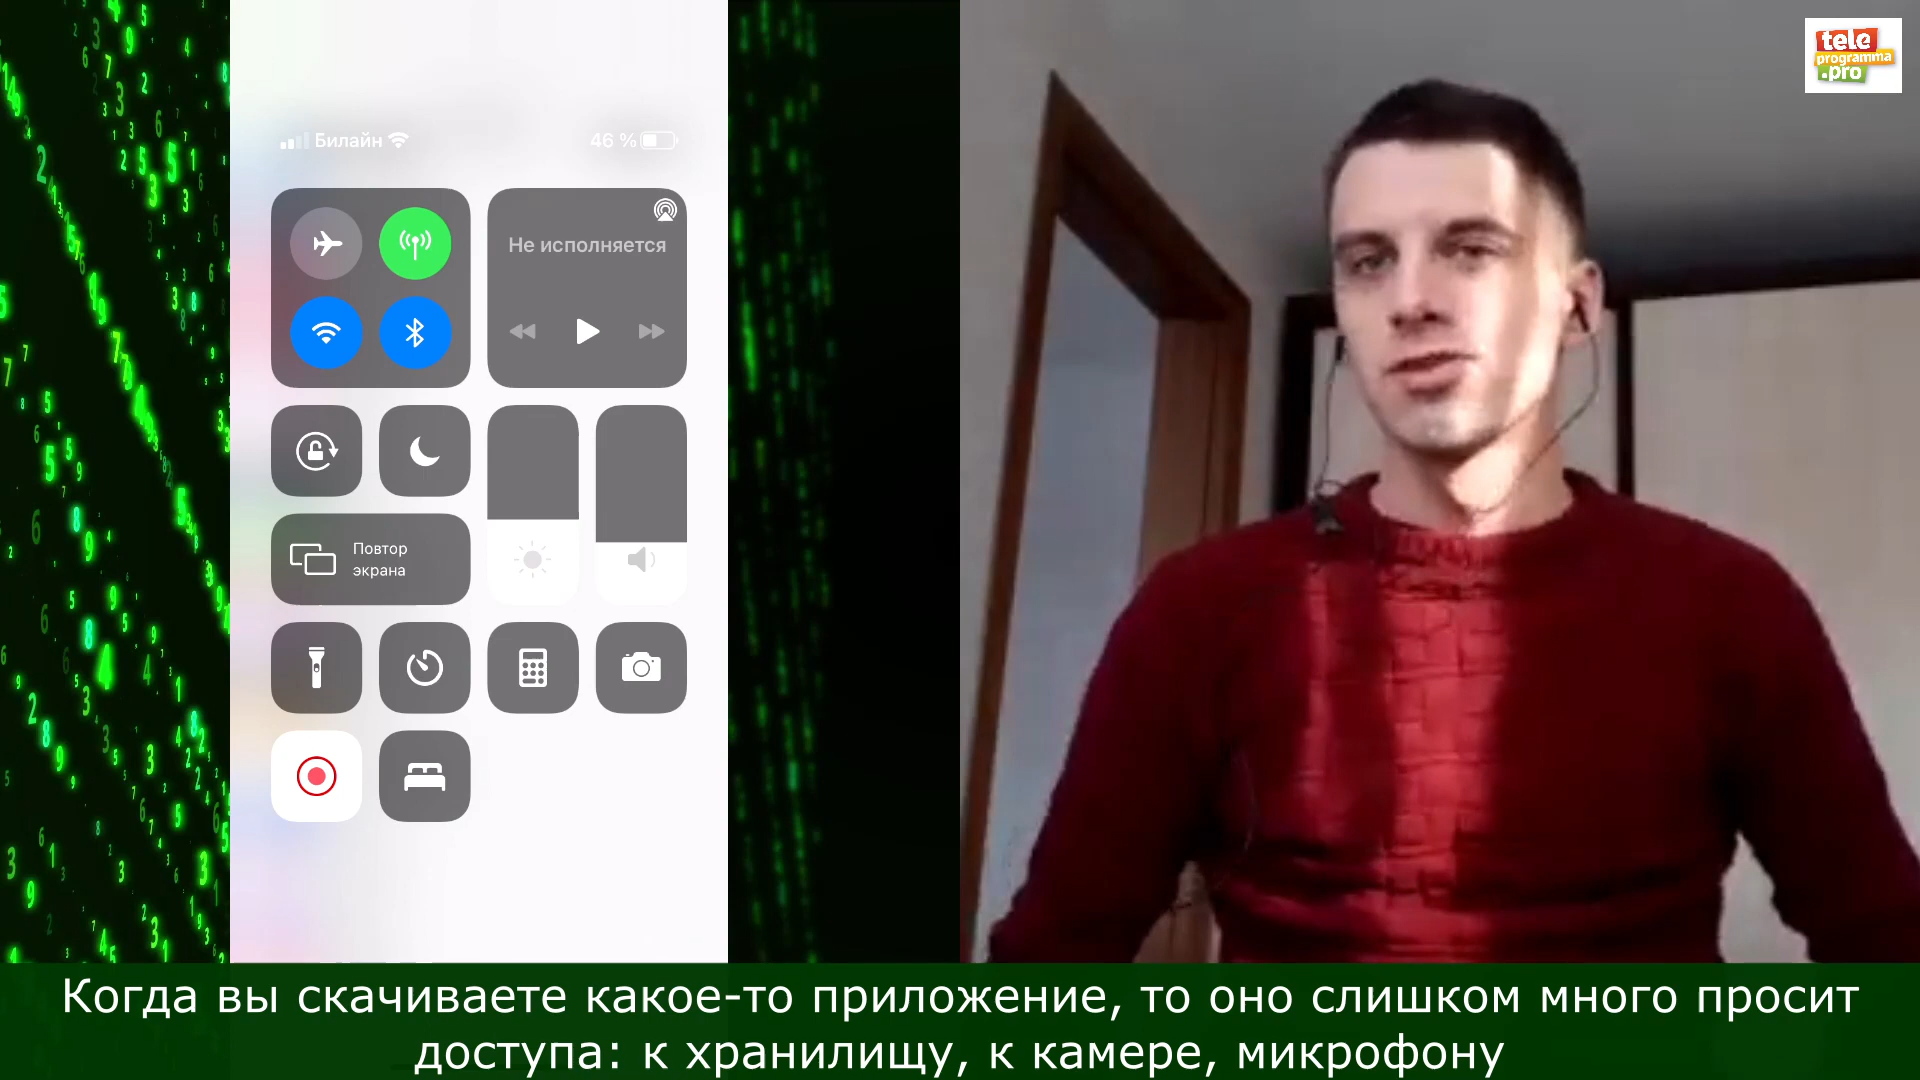 tele
programma
.pro
Билайн
46 %
Не исполняется
Повтор
экрана
Когда вы скачиваете какое-то приложение, то оно слишком много просит
доступа: к хранилищу, к камере, микрофону